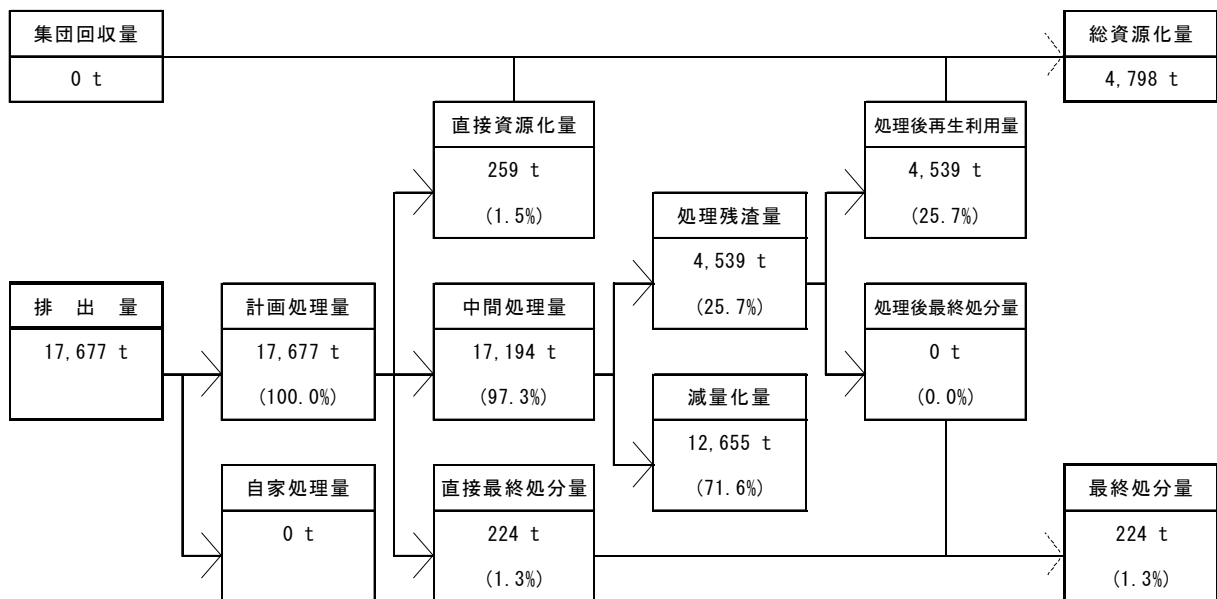 集団回収量
0 t
総資源化量
4,798 t
直接資源化量
259 t
(1.5%)
処理後再生利用量
4,539 t
(25.7%)
処理残渣量
4,539 t
(25.7%)
排 出 量
17,677 t
計画処理量
17,677 t
(100.0%)
中間処理量
17,194 t
(97.3%)
処理後最終処分量
0 t
(0.0%)
減量化量
12,655 t
(71.6%)
自家処理量
0 t
直接最終処分量
224 t
(1.3%)
最終処分量
224 t
(1.3%)